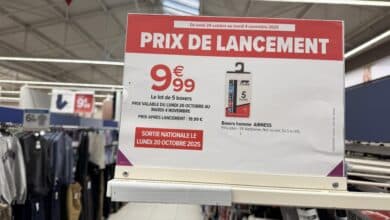 Du lundi 20 octobre au mardi 4 novembre 2025
PRIX DE LANCEMENT
9€99
Le lot de 5 boxers
PRIX VALABLE DU LUNDI 20 OCTOBRE AU
MARDI 4 NOVEMBRE
PRIX APRÈS LANCEMENT : 19,99 €
SORTIE NATIONALE LE
LUNDI 20 OCTOBRE 2025
5
Boxers homme AIRNESS